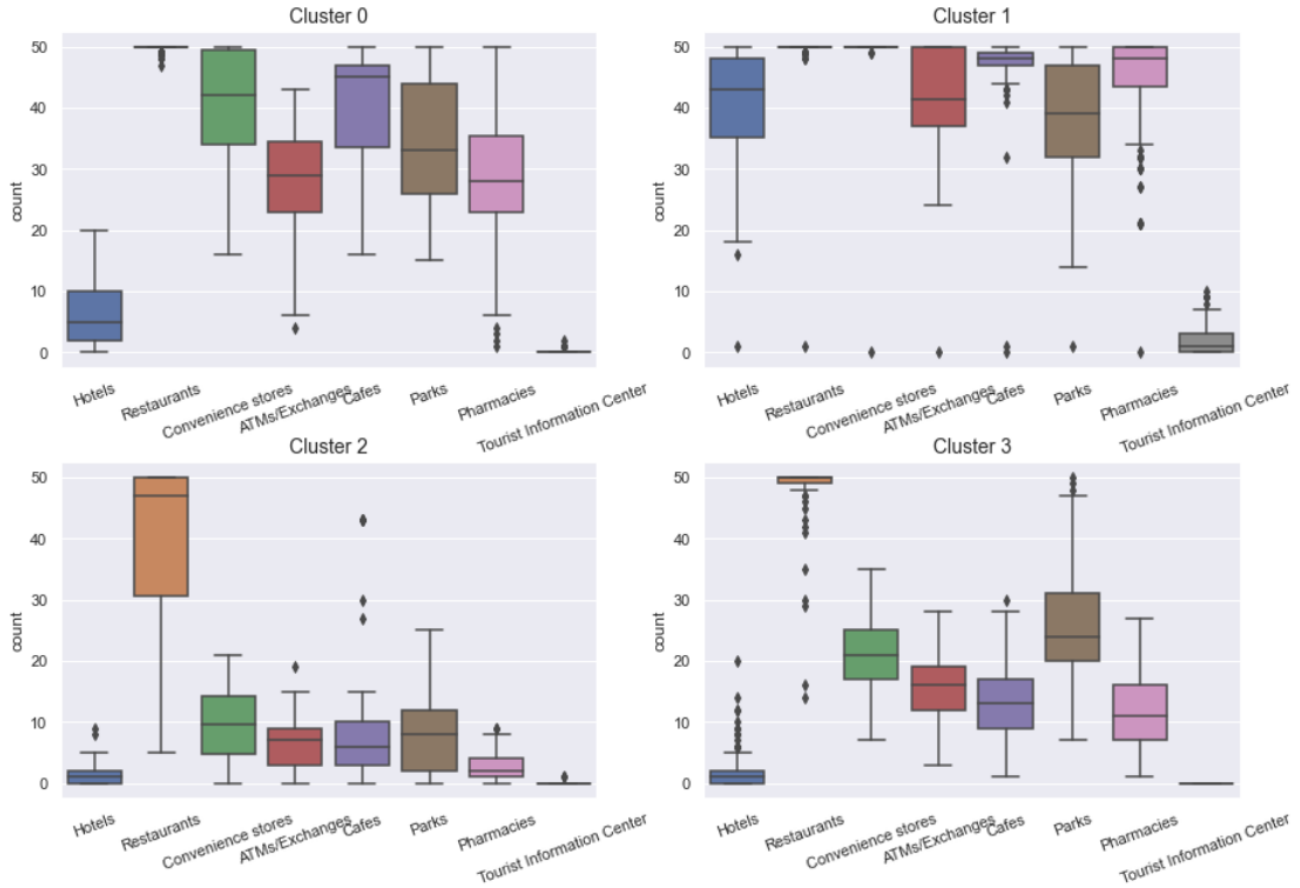 Cluster 0
50
40
30
20
10
0
count
Hotels
Restaurants
Convenience stores
ATMs/Exchanges
Cafes
Parks
Pharmacies
Tourist Information Center
Cluster 1
50
40
30
20
10
0
count
Hotels
Restaurants
Convenience stores
ATMs/Exchanges
Cafes
Parks
Pharmacies
Tourist Information Center
Cluster 2
50
40
30
20
10
0
count
Hotels
Restaurants
Convenience stores
ATMs/Exchanges
Cafes
Parks
Pharmacies
Tourist Information Center
Cluster 3
50
40
30
20
10
0
count
Hotels
Restaurants
Convenience stores
ATMs/Exchanges
Cafes
Parks
Pharmacies
Tourist Information Center